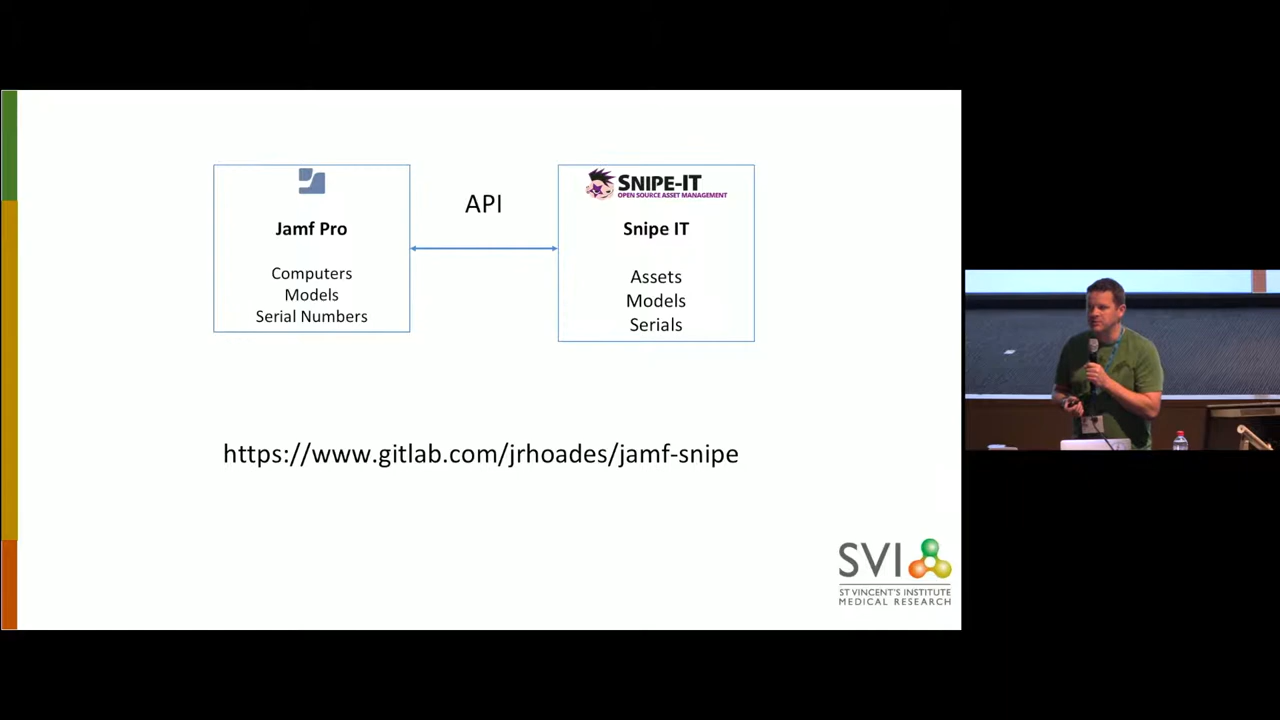 Jamf Pro
Computers
Models
Serial Numbers
API
SNIPE-IT
OPEN SOURCE ASSET MANAGEMENT
Snipe IT
Assets
Models
Serials
https://www.gitlab.com/jrhoades/jamf-snipe
SVI
ST VINCENT'S INSTITUTE
MEDICAL RESEARCH